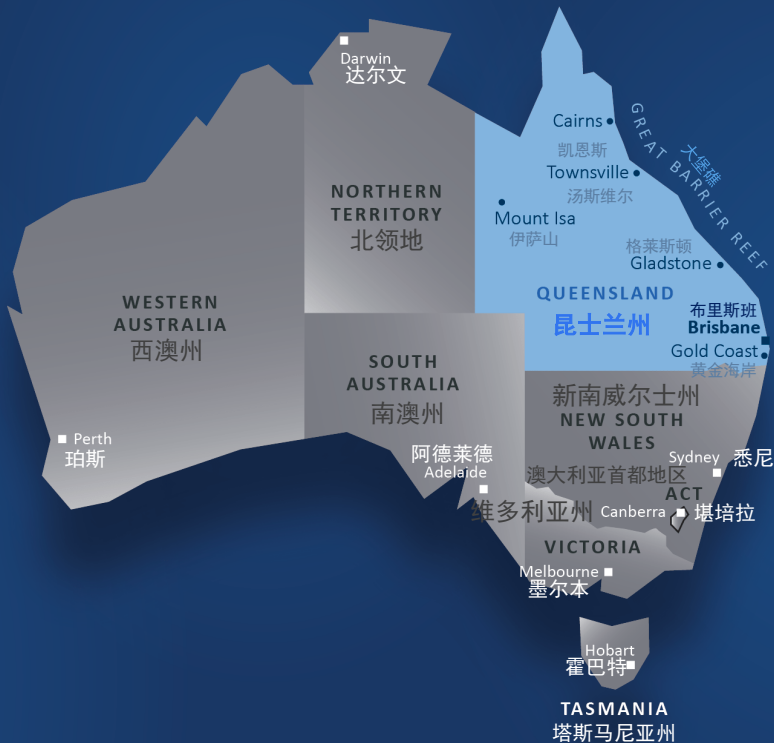 Darwin
达尔文
Cairns
凯恩斯
GREAT BARRIER REEF
大堡礁
Townsville
汤斯维尔
NORTHERN
TERRITORY
北领地
Mount Isa
伊萨山
格莱斯顿
Gladstone
QUEENSLAND
昆士兰州
WESTERN
AUSTRALIA
西澳州
布里斯班
Brisbane
Gold Coast
黄金海岸
SOUTH
AUSTRALIA
南澳州
新南威尔士州
NEW SOUTH
WALES
Perth
珀斯
阿德莱德
Adelaide
Sydney
悉尼
澳大利亚首都地区
ACT
维多利亚州
Canberra
堪培拉
VICTORIA
Melbourne
墨尔本
Hobart
霍巴特
TASMANIA
塔斯马尼亚州